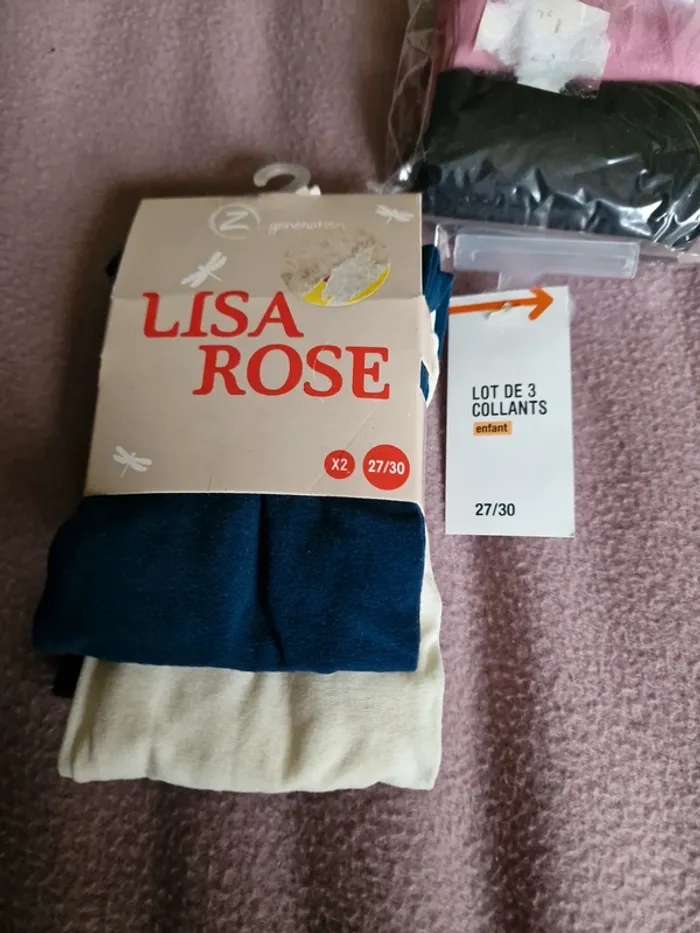 Z generation
LISA
ROSE
X2
27/30
LOT DE 3
COLLANTS
enfant
27/30